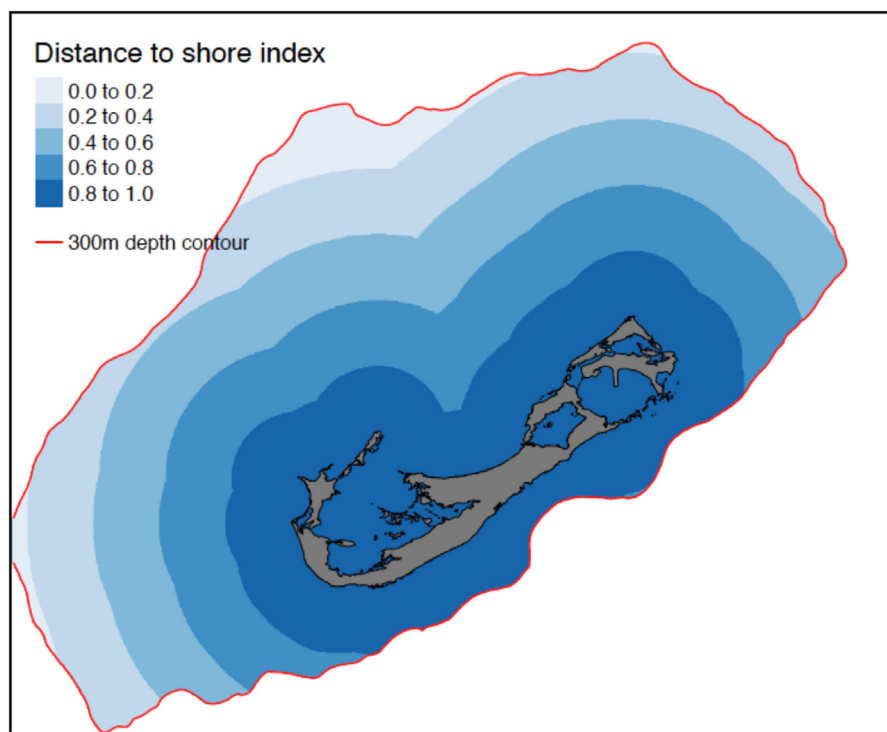 Distance to shore index
0.0 to 0.2
0.2 to 0.4
0.4 to 0.6
0.6 to 0.8
0.8 to 1.0
300m depth contour